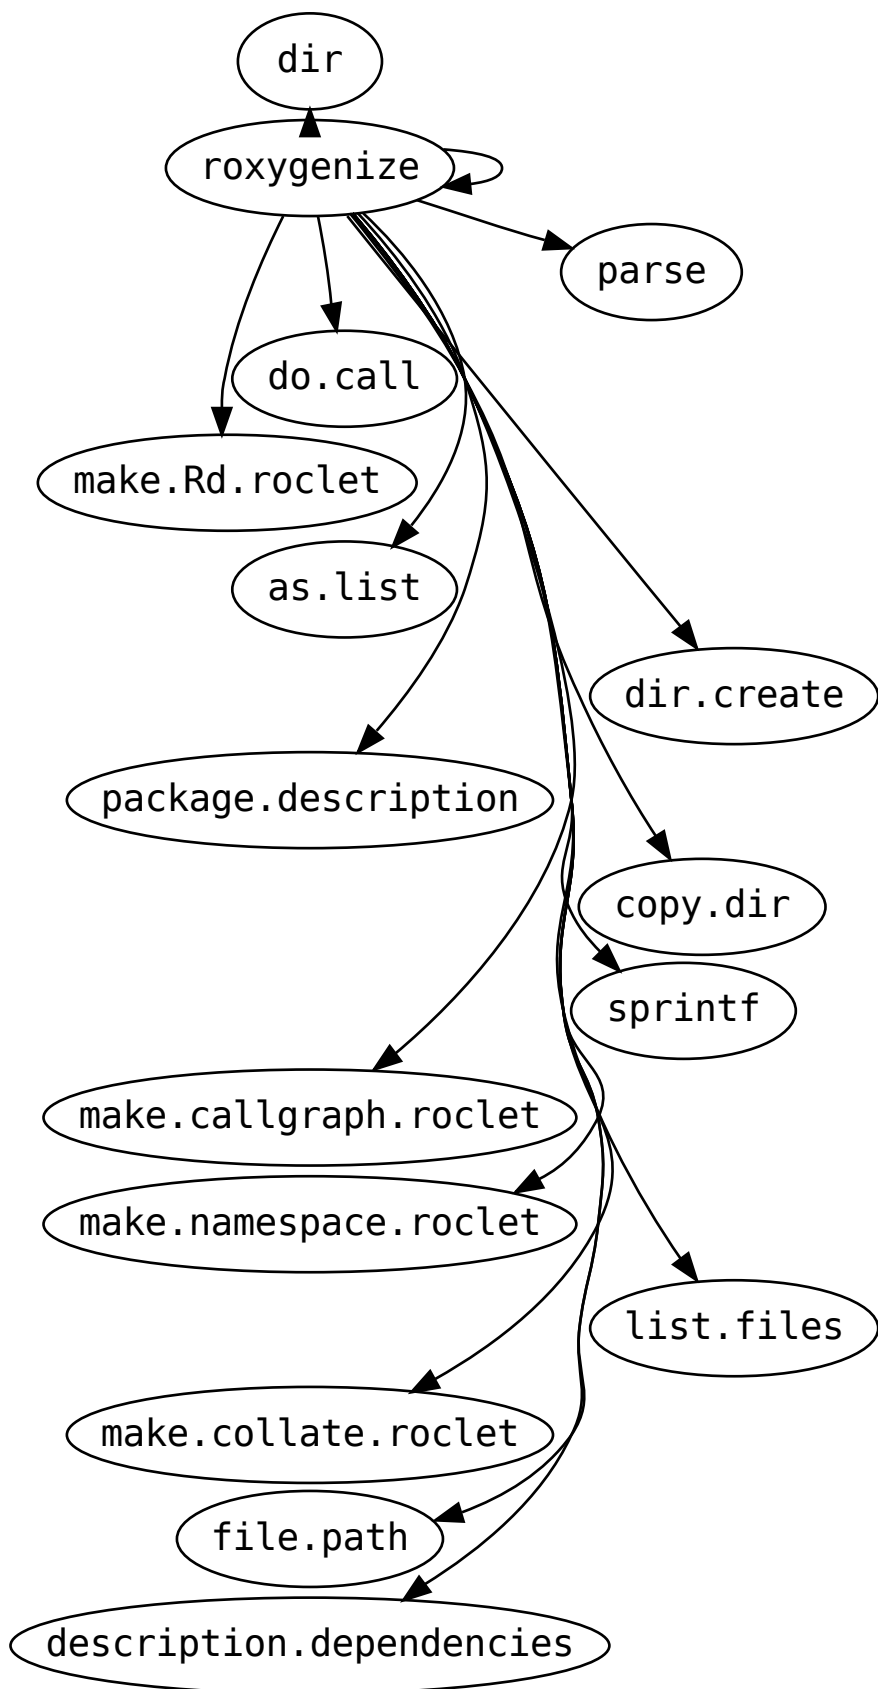 dir
roxygenize
parse
do.call
make.Rd.roclet
as.list
dir.create
package.description
copy.dir
sprintf
make.callgraph.roclet
make.namespace.roclet
list.files
make.collate.roclet
file.path
description.dependencies